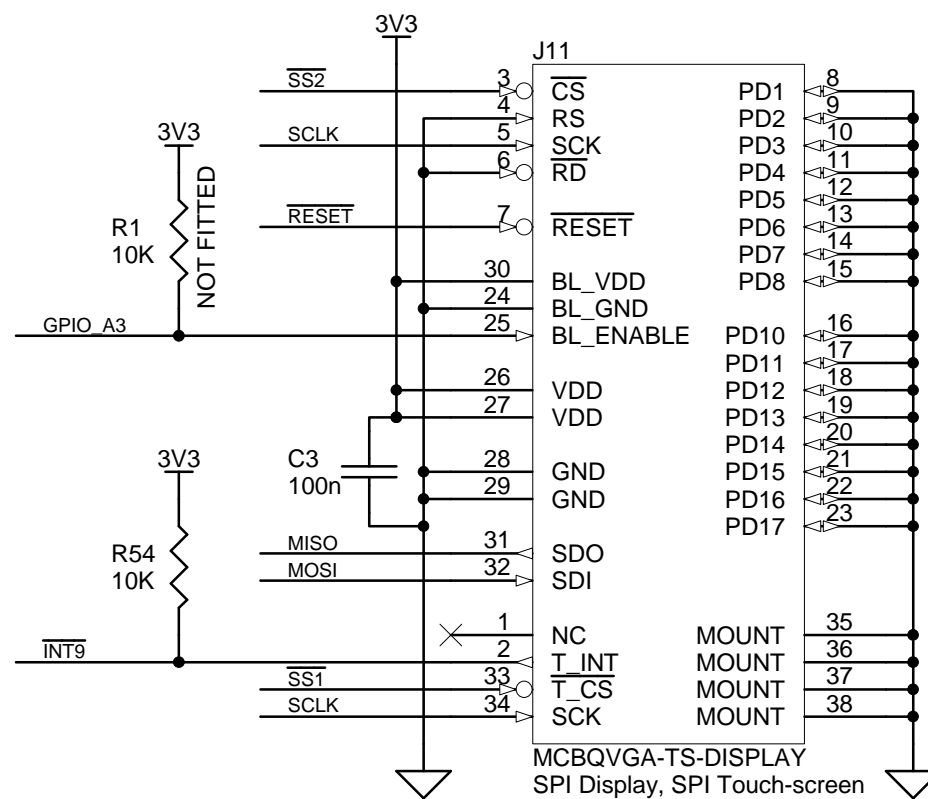 3V3
J11
SS2 3 CS PD1 8
4 RS PD2 9
SCLK 5 SCK PD3 10
3V3
6 RD PD4 11
PD5 12
R1
10K
NOT FITTED
RESET 7 RESET PD6 13
PD7 14
30 BL_VDD PD8 15
24 BL_GND
GPIO_A3 25 BL_ENABLE PD10 16
PD11 17
26 VDD PD12 18
27 VDD PD13 19
PD14 20
3V3
C3
100n
28 GND PD15 21
29 GND PD16 22
PD17 23
R54
10K
MISO 31 SDO
MOSI 32 SDI
1 NC MOUNT 35
INT9 2 T_INT MOUNT 36
SS1 33 T_CS MOUNT 37
SCLK 34 SCK MOUNT 38
MCBQVGA-TS-DISPLAY
SPI Display, SPI Touch-screen